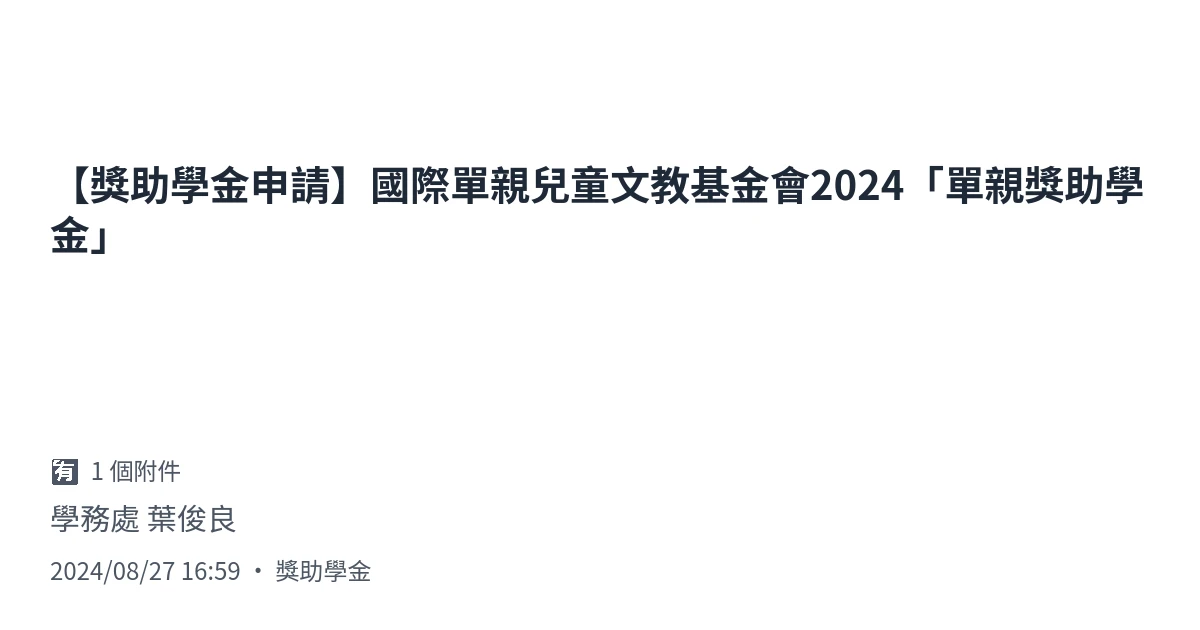 【獎助學金申請】國際單親兒童文教基金會2024「單親獎助學
金」
🈶 1 個附件
學務處 葉俊良
2024/08/27 16:59 • 獎助學金